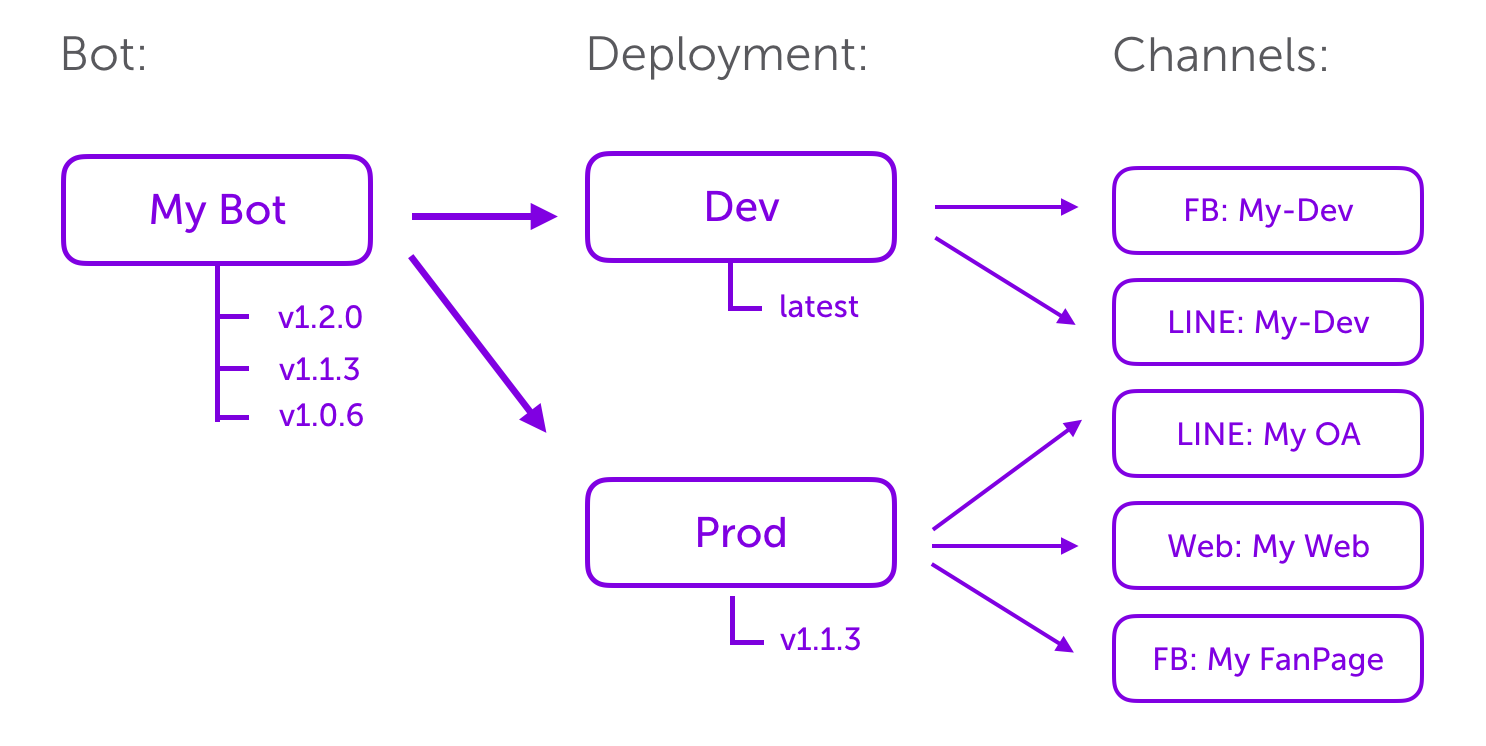 Bot:
Deployment:
Channels:
My Bot
v1.2.0
v1.1.3
v1.0.6
Dev
latest
Prod
v1.1.3
FB: My-Dev
LINE: My-Dev
LINE: My OA
Web: My Web
FB: My FanPage